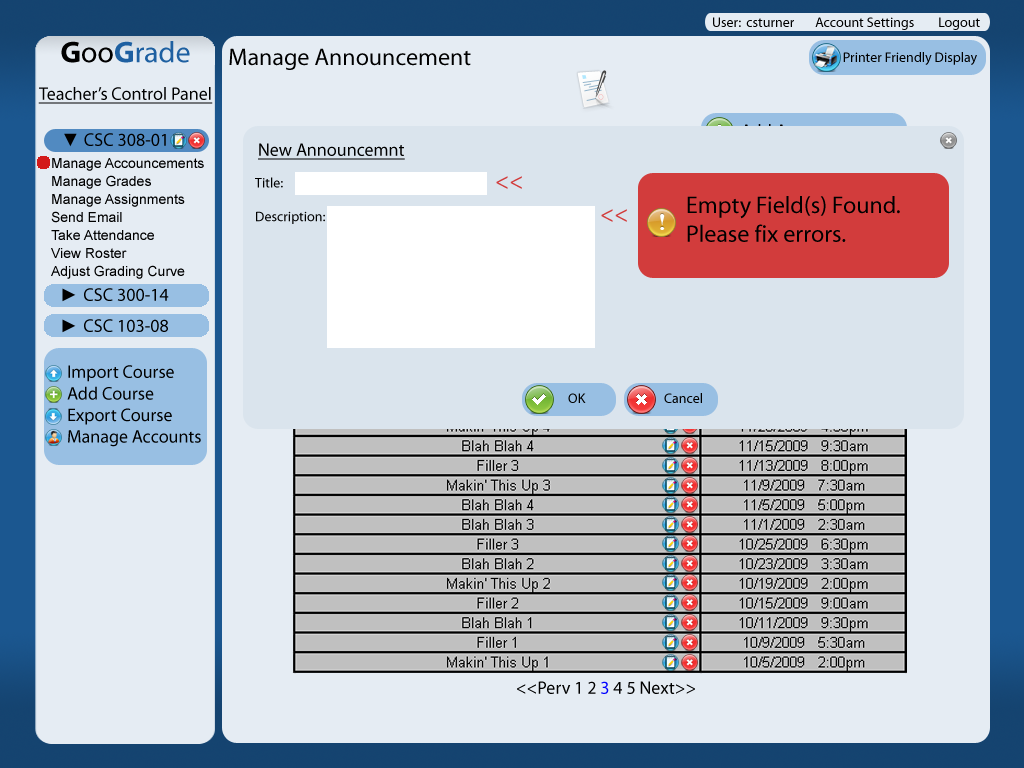 User: csturner Account Settings Logout
GooGrade
Teacher's Control Panel
▼ CSC 308-01
Manage Accouncements
Manage Grades
Manage Assignments
Send Email
Take Attendance
View Roster
Adjust Grading Curve
► CSC 300-14
► CSC 103-08
Import Course
Add Course
Export Course
Manage Accounts
Manage Announcement
Printer Friendly Display
New Announcemnt
Title: <<
Description: <<
Empty Field(s) Found.
Please fix errors.
OK Cancel
Blah Blah 4 11/15/2009 9:30am
Filler 3 11/13/2009 8:00pm
Makin' This Up 3 11/9/2009 7:30am
Blah Blah 4 11/5/2009 5:00pm
Blah Blah 3 11/1/2009 2:30am
Filler 3 10/25/2009 6:30pm
Blah Blah 2 10/23/2009 3:30am
Makin' This Up 2 10/19/2009 2:00pm
Filler 2 10/15/2009 9:00am
Blah Blah 1 10/11/2009 9:30pm
Filler 1 10/9/2009 5:30am
Makin' This Up 1 10/5/2009 2:00pm
<<Perv 1 2 3 4 5 Next>>